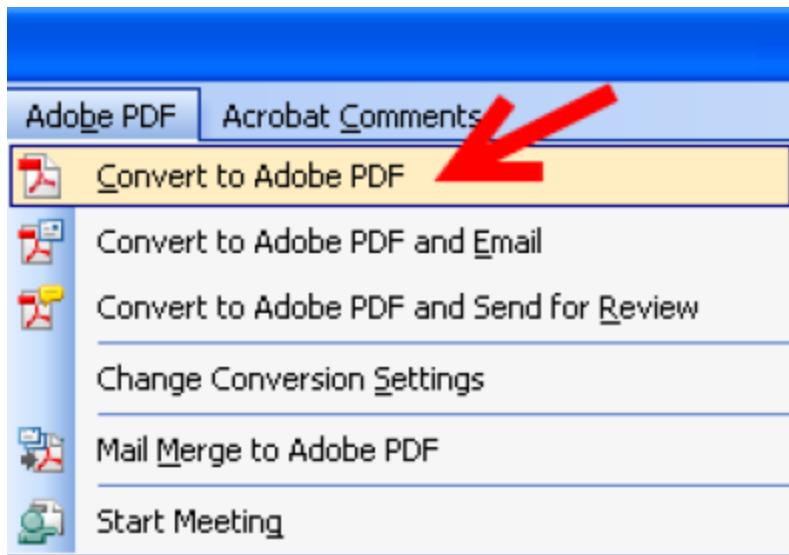 Adobe PDF Acrobat Comments
Convert to Adobe PDF
Convert to Adobe PDF and Email
Convert to Adobe PDF and Send for Review
Change Conversion Settings
Mail Merge to Adobe PDF
Start Meeting